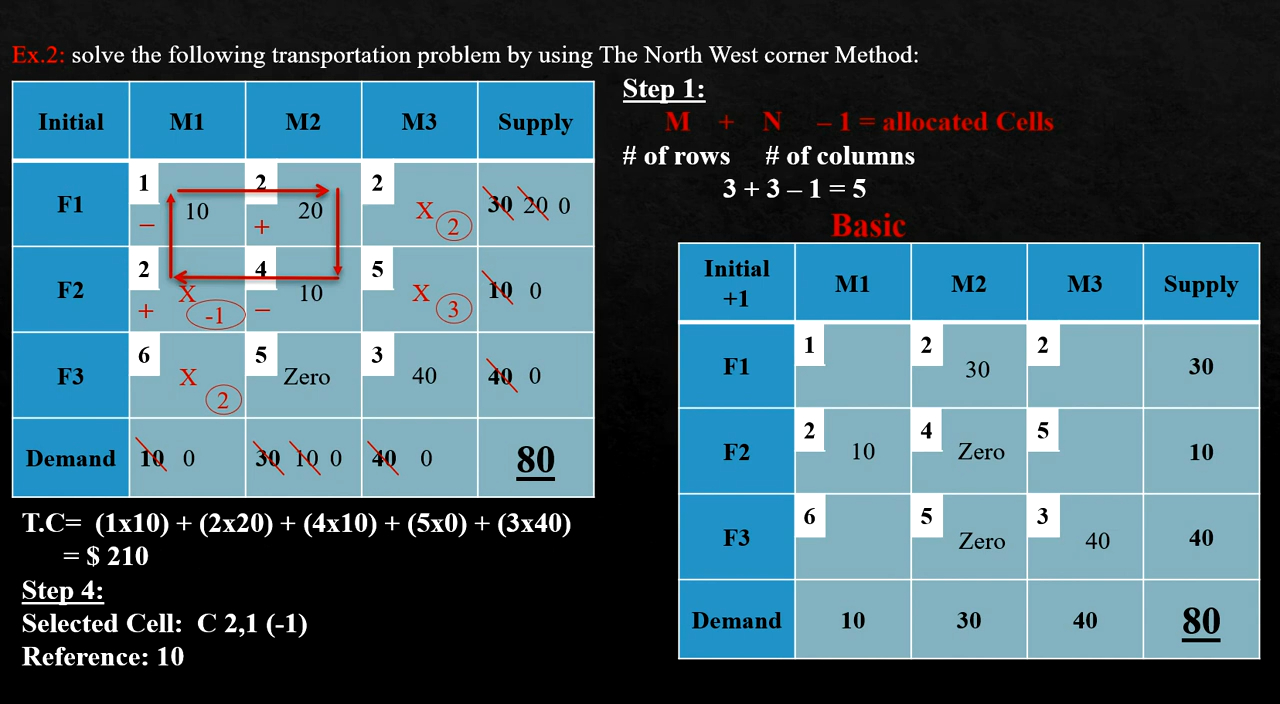 Ex.2: solve the following transportation problem by using The North West corner Method:
Initial M1 M2 M3 Supply
F1 1 10 − 2 20 + 2 X 2 30 20 0
F2 2 X + -1 4 10 − 5 X 3 10 0
F3 6 X 2 5 Zero 3 40 40 0
Demand 10 0 30 10 0 40 0 80
T.C= (1x10) + (2x20) + (4x10) + (5x0) + (3x40)
= $ 210
Step 4:
Selected Cell: C 2,1 (-1)
Reference: 10
Step 1:
M + N – 1 = allocated Cells
# of rows # of columns
3 + 3 – 1 = 5
Basic
Initial +1 M1 M2 M3 Supply
F1 1 2 30 2 30
F2 2 10 4 Zero 5 10
F3 6 5 Zero 3 40 40
Demand 10 30 40 80